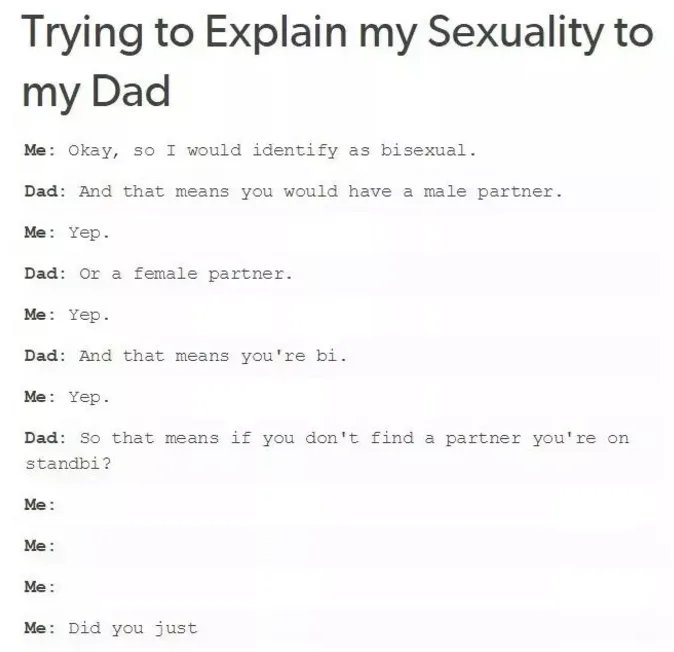 Trying to Explain my Sexuality to
my Dad
Me: Okay, so I would identify as bisexual.
Dad: And that means you would have a male partner.
Me: Yep.
Dad: Or a female partner.
Me: Yep.
Dad: And that means you're bi.
Me: Yep.
Dad: So that means if you don't find a partner you're on
standbi?
Me:
Me:
Me:
Me: Did you just